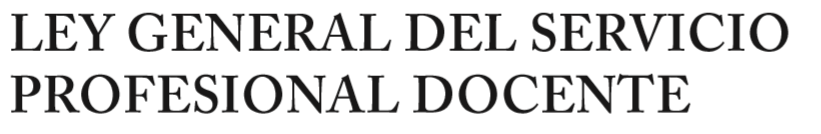 LEY GENERAL DEL SERVICIO
PROFESIONAL DOCENTE